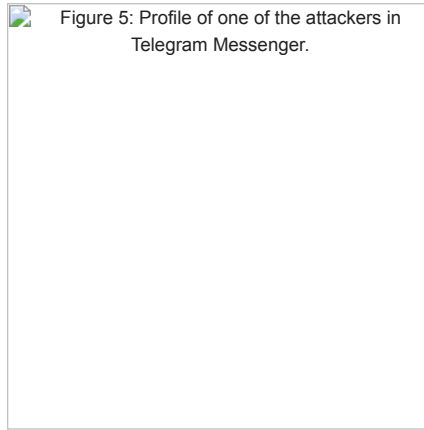 Figure 5: Profile of one of the attackers in
Telegram Messenger.